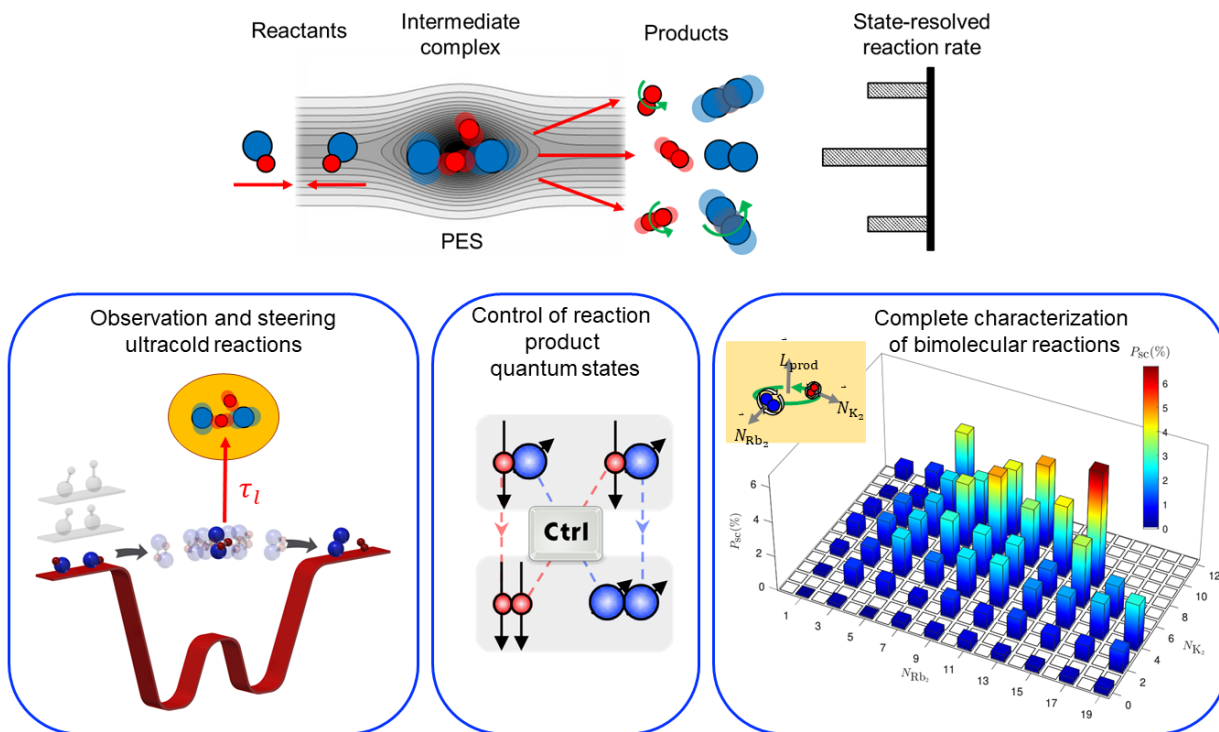 Reactants
Intermediate
complex
Products
State-resolved
reaction rate
PES
Observation and steering
ultracold reactions
τ_l
Control of reaction
product
quantum states
Ctrl
Complete characterization
of bimolecular reactions
L_prod
N_K₂
N_Rb₂
P_sc(%)
6
5
4
3
2
1
0
P_sc(%)
6
4
2
0
1
3
5
7
9
11
13
15
17
19
N_Rb₂
0
2
4
6
8
10
12
N_K₂